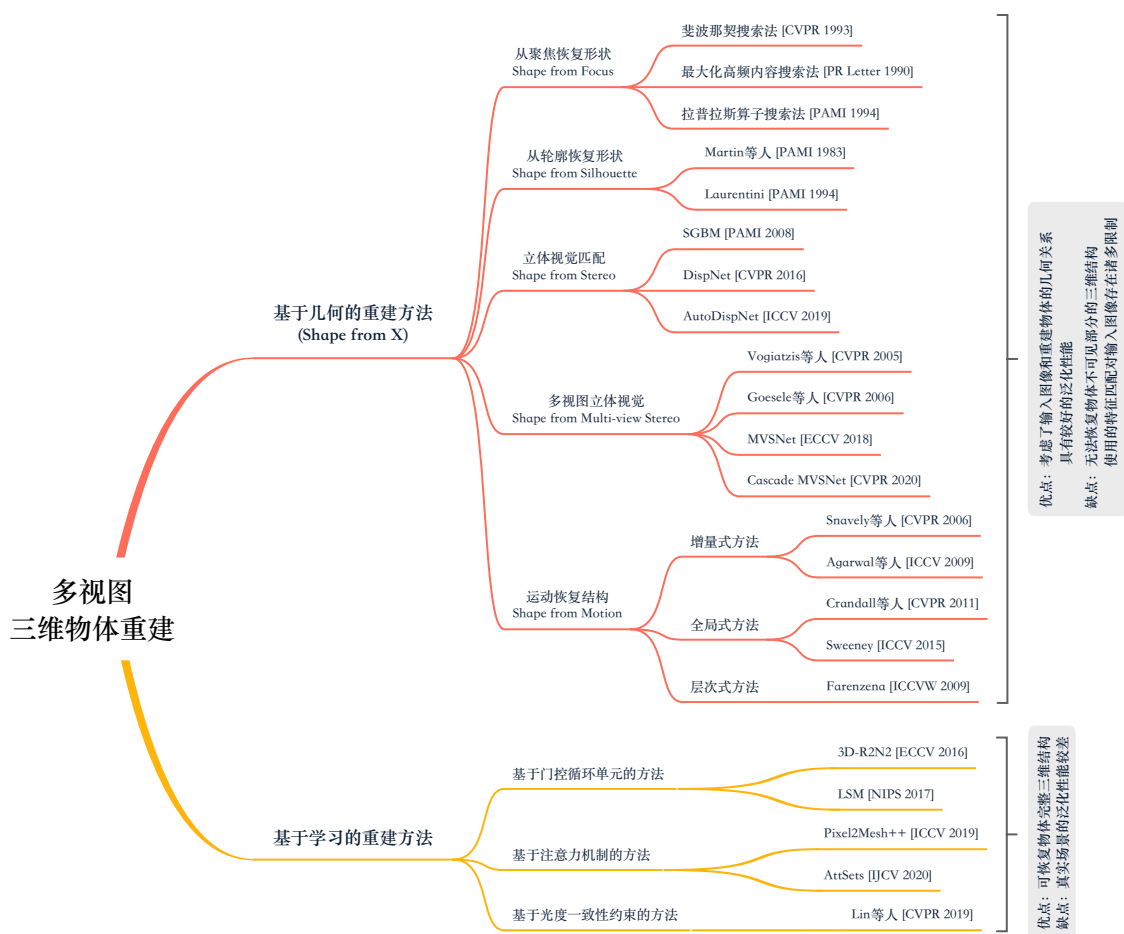 多视图
三维物体重建
基于几何的重建方法
(Shape from X)
从聚焦恢复形状
Shape from Focus
斐波那契搜索法 [CVPR 1993]
最大化高频内容搜索法 [PR Letter 1990]
拉普拉斯算子搜索法 [PAMI 1994]
从轮廓恢复形状
Shape from Silhouette
Martin等人 [PAMI 1983]
Laurentini [PAMI 1994]
立体视觉匹配
Shape from Stereo
SGBM [PAMI 2008]
DispNet [CVPR 2016]
AutoDispNet [ICCV 2019]
多视图立体视觉
Shape from Multi-view Stereo
Vogiatzis等人 [CVPR 2005]
Goesele等人 [CVPR 2006]
MVSNet [ECCV 2018]
Cascade MVSNet [CVPR 2020]
运动恢复结构
Shape from Motion
增量式方法
Snavely等人 [CVPR 2006]
Agarwal等人 [ICCV 2009]
全局式方法
Crandall等人 [CVPR 2011]
Sweeney [ICCV 2015]
层次式方法
Farenzena [ICCVW 2009]
优点：考虑了输入图像和重建物体的几何关系
具有较好的泛化性能
缺点：无法恢复物体不可见部分的三维结构
使用的特征匹配对输入图像存在诸多限制
基于学习的重建方法
基于门控循环单元的方法
3D-R2N2 [ECCV 2016]
LSM [NIPS 2017]
基于注意力机制的方法
Pixel2Mesh++ [ICCV 2019]
AttSets [IJCV 2020]
基于光度一致性约束的方法
Lin等人 [CVPR 2019]
优点：可恢复物体完整三维结构
缺点：真实场景的泛化性能较差